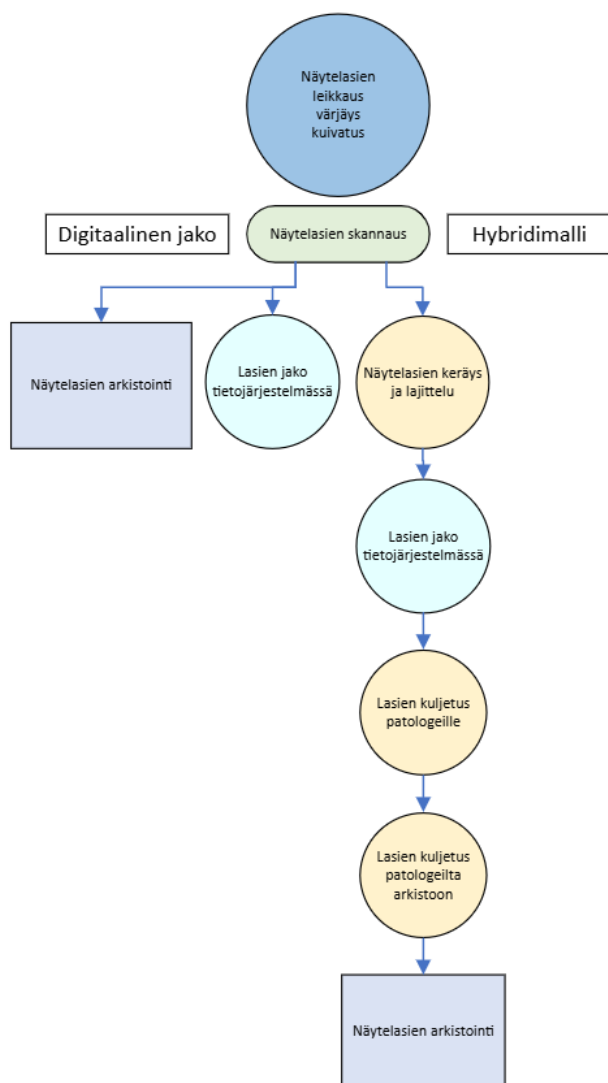 Näytelasien
leikkaus
värjäys
kuivatus
Digitaalinen jako
Näytelasien skannaus
Hybridimalli
Näytelasien arkistointi
Lasien jako
tietojärjestelmässä
Näytelasien keräys
ja lajittelu
Lasien jako
tietojärjestelmässä
Lasien kuljetus
patologeille
Lasien kuljetus
patologeilta
arkistoon
Näytelasien arkistointi